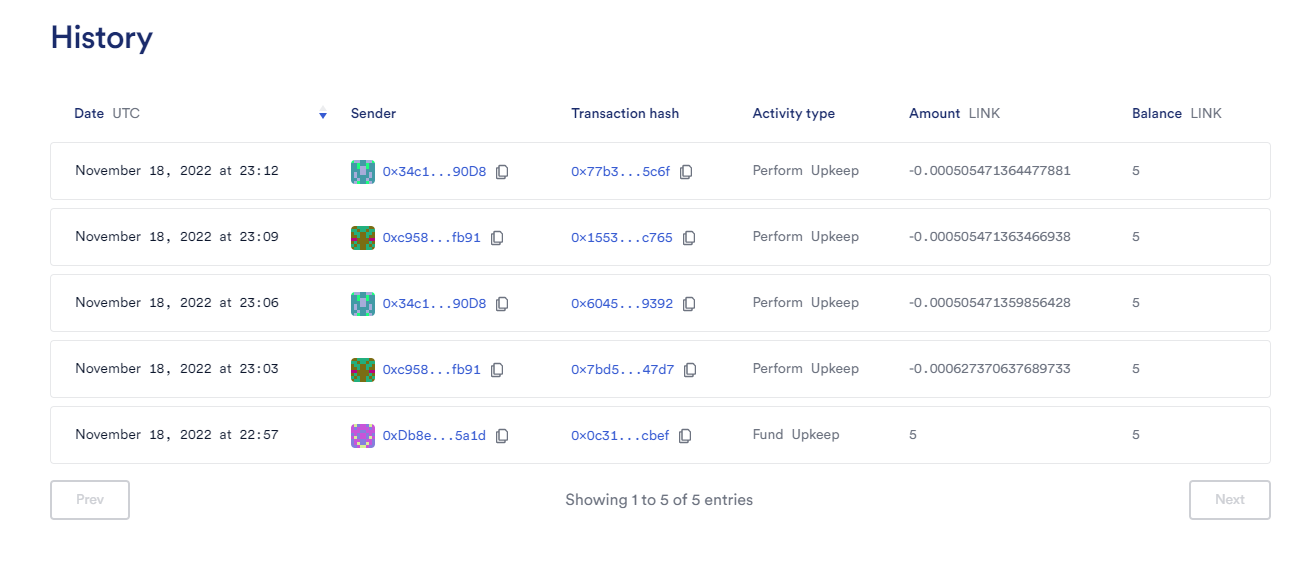 History
Date UTC Sender Transaction hash Activity type Amount LINK Balance LINK
November 18, 2022 at 23:12 0x34c1...90D8 0x77b3...5c6f Perform Upkeep -0.000505471364477881 5
November 18, 2022 at 23:09 0xc958...fb91 0x1553...c765 Perform Upkeep -0.000505471363466938 5
November 18, 2022 at 23:06 0x34c1...90D8 0x6045...9392 Perform Upkeep -0.000505471359856428 5
November 18, 2022 at 23:03 0xc958...fb91 0x7bd5...47d7 Perform Upkeep -0.000627370637689733 5
November 18, 2022 at 22:57 0xDb8e...5a1d 0x0c31...cbef Fund Upkeep 5 5
Prev Showing 1 to 5 of 5 entries Next